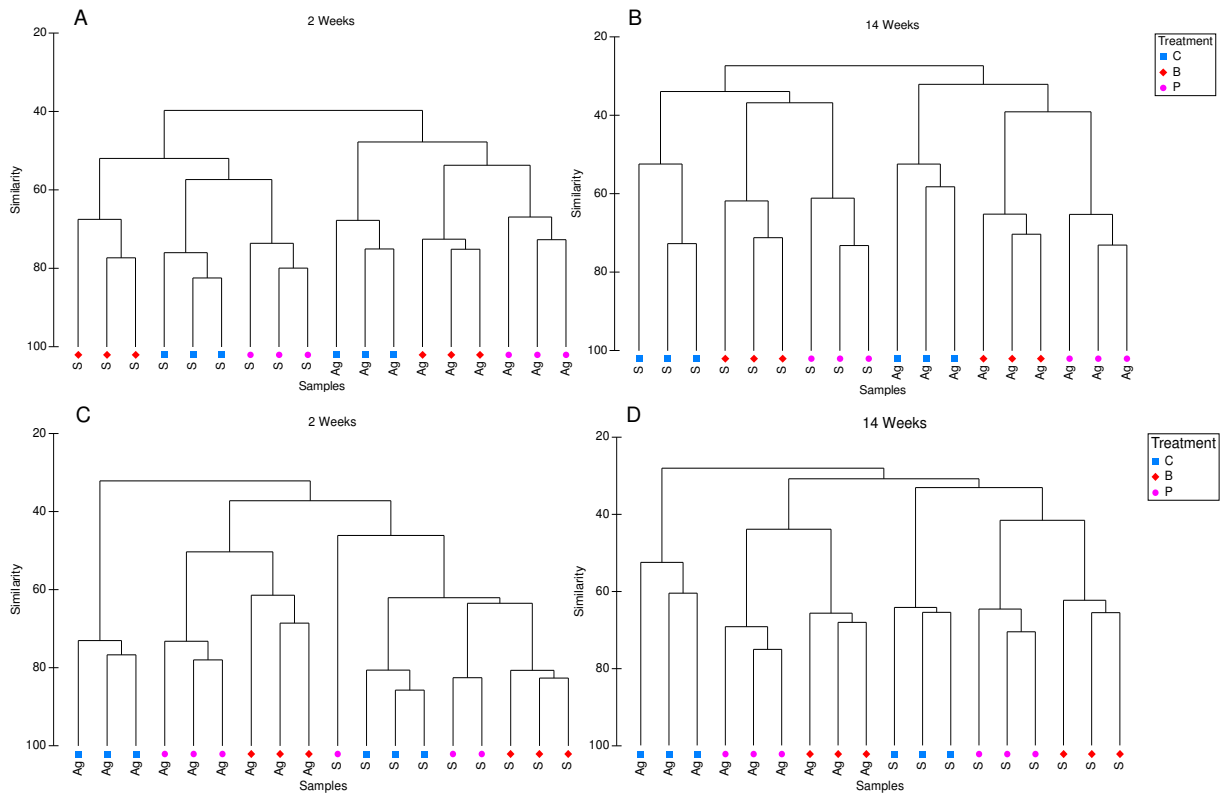 A
2 Weeks
20
40
60
80
100
Similarity
S S S S S S S S S Ag Ag Ag Ag Ag Ag Ag Ag Ag
Samples
B
14 Weeks
20
40
60
80
100
Similarity
S S S S S S S S S Ag Ag Ag Ag Ag Ag Ag Ag Ag
Samples
Treatment
C
B
P
C
2 Weeks
20
40
60
80
100
Similarity
Ag Ag Ag Ag Ag Ag Ag Ag Ag S S S S S S S S S
Samples
D
14 Weeks
20
40
60
80
100
Similarity
Ag Ag Ag Ag Ag Ag Ag Ag Ag S S S S S S S S S
Samples
Treatment
C
B
P